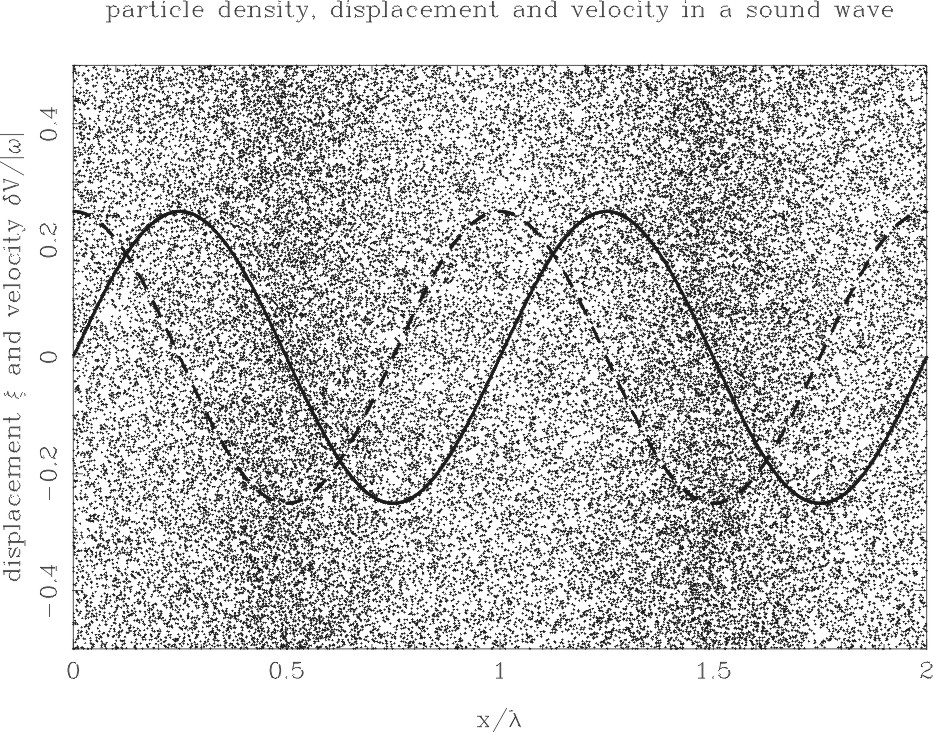 particle density, displacement and velocity in a sound wave
displacement ξ and velocity δV/|ω|
0.4
0.2
0
−0.2
−0.4
0 0.5 1 1.5 2
x/λ